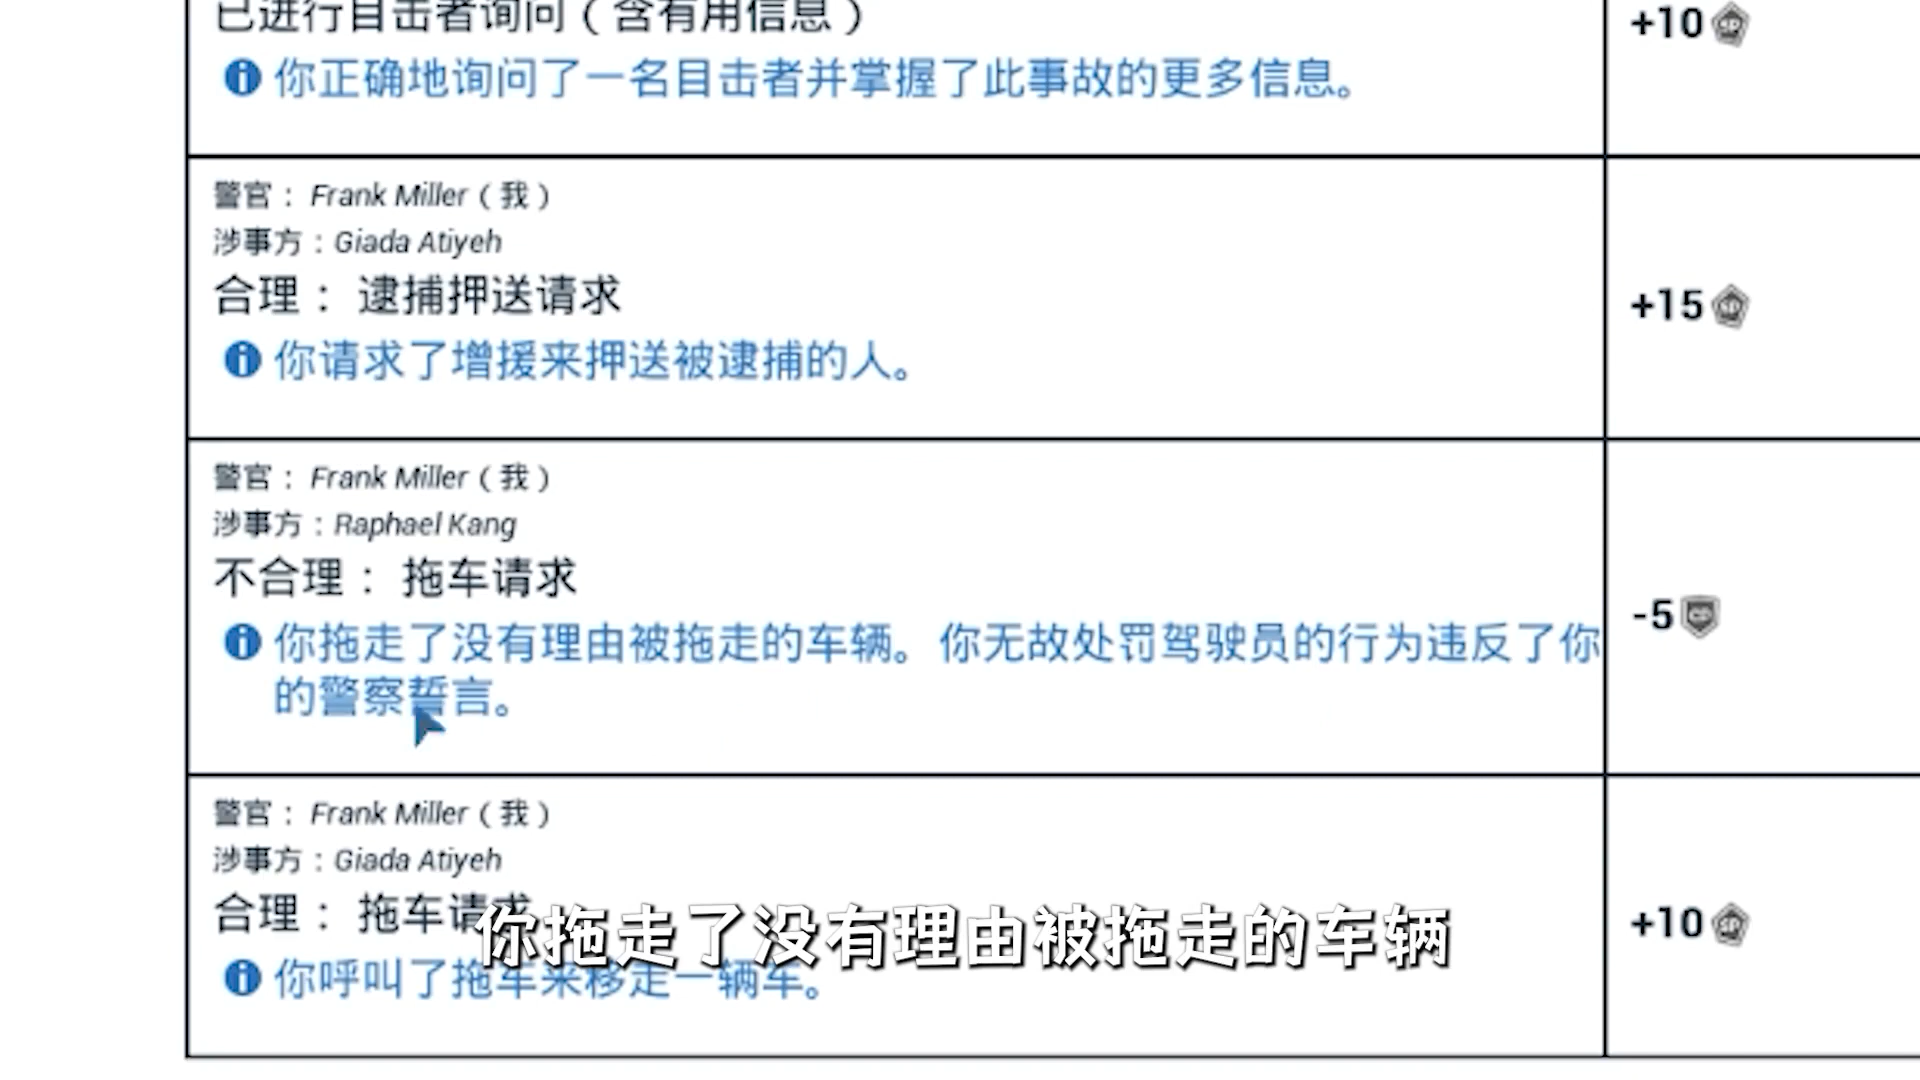 已进行目击者询问（含有用信息）
+10
你正确地询问了一名目击者并掌握了此事故的更多信息。
警官： Frank Miller（我）
涉事方：Giada Atiyeh
合理： 逮捕押送请求
+15
你请求了增援来押送被逮捕的人。
警官： Frank Miller（我）
涉事方：Raphael Kang
不合理： 拖车请求
-5
你拖走了没有理由被拖走的车辆。你无故处罚驾驶员的行为违反了你
的警察誓言。
警官： Frank Miller（我）
涉事方：Giada Atiyeh
合理： 拖车请求
+10
你呼叫了拖车来移走一辆车。
你拖走了没有理由被拖走的车辆